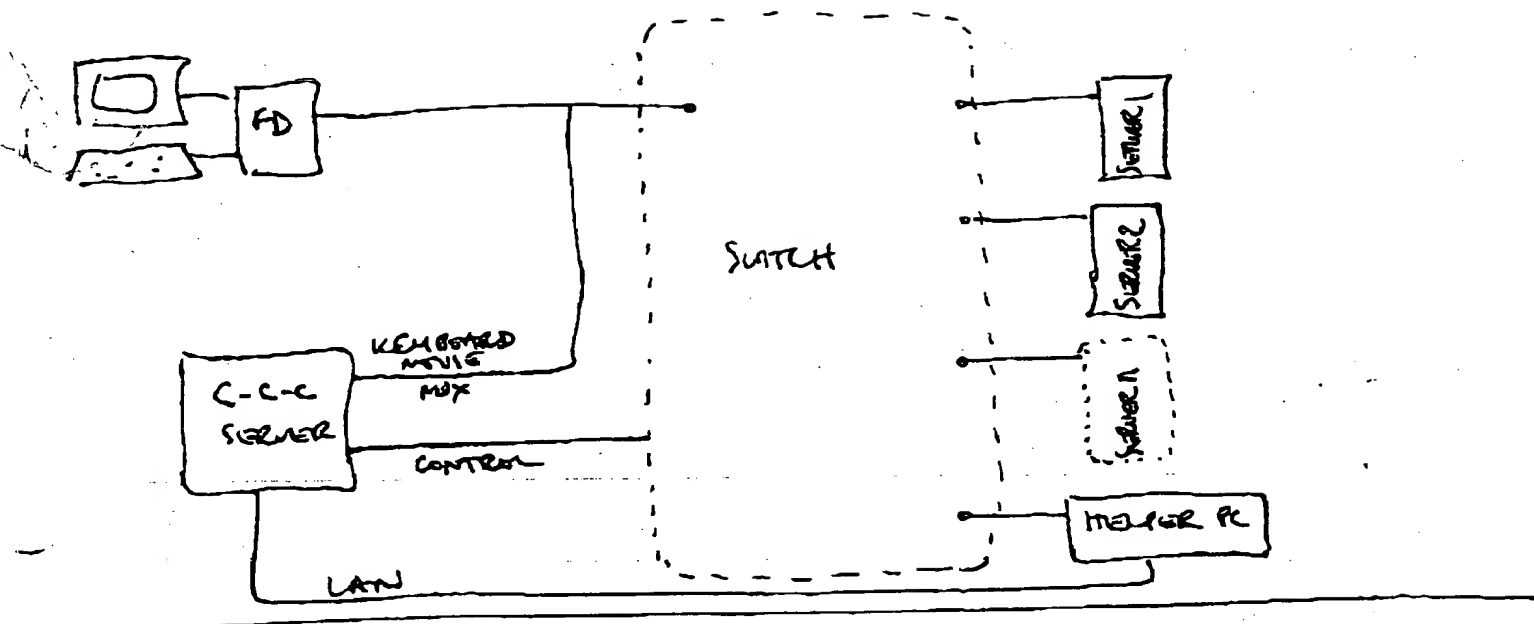 FD
SERVER 1
SWITCH
SERVER 2
KEYBOARD
MOUSE
MUX
C-C-C
SERVER
SERVER n
CONTROL
HELPER PC
LAN